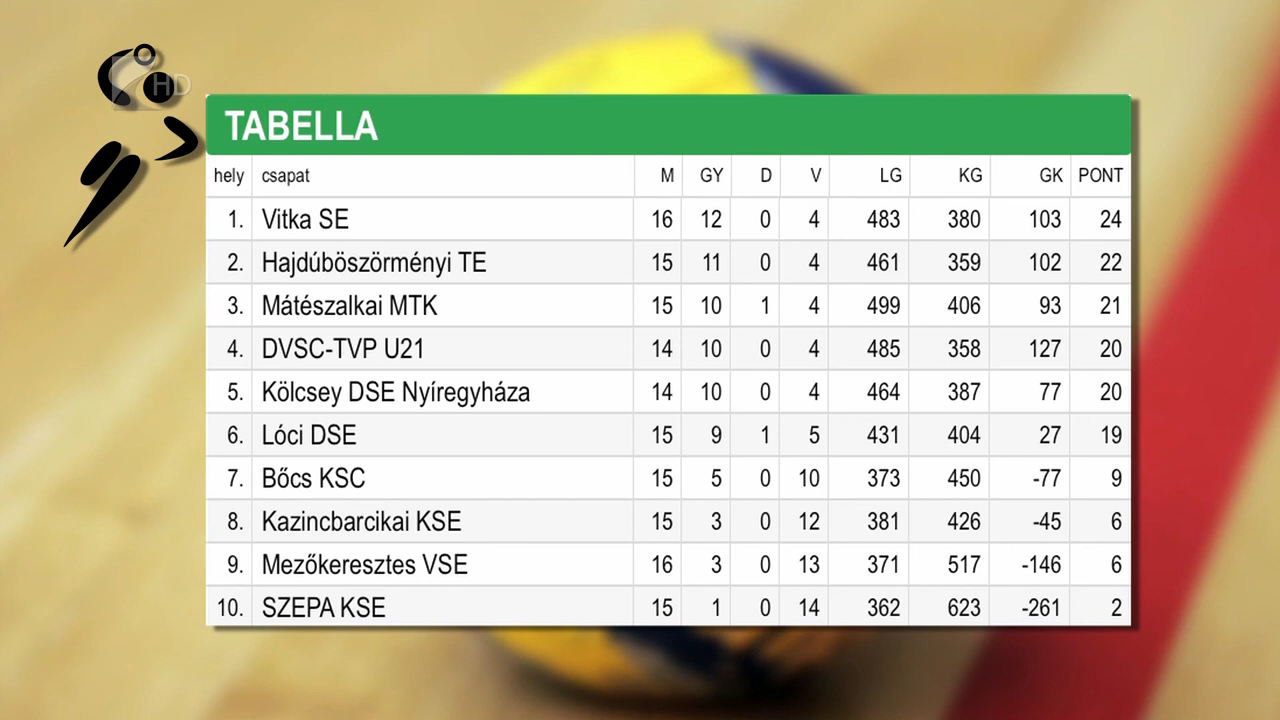 HD
TABELLA
hely csapat M GY D V LG KG GK PONT
1. Vitka SE 16 12 0 4 483 380 103 24
2. Hajdúböszörményi TE 15 11 0 4 461 359 102 22
3. Mátészalkai MTK 15 10 1 4 499 406 93 21
4. DVSC-TVP U21 14 10 0 4 485 358 127 20
5. Kölcsey DSE Nyíregyháza 14 10 0 4 464 387 77 20
6. Lóci DSE 15 9 1 5 431 404 27 19
7. Bőcs KSC 15 5 0 10 373 450 -77 9
8. Kazincbarcikai KSE 15 3 0 12 381 426 -45 6
9. Mezőkeresztes VSE 16 3 0 13 371 517 -146 6
10. SZEPA KSE 15 1 0 14 362 623 -261 2